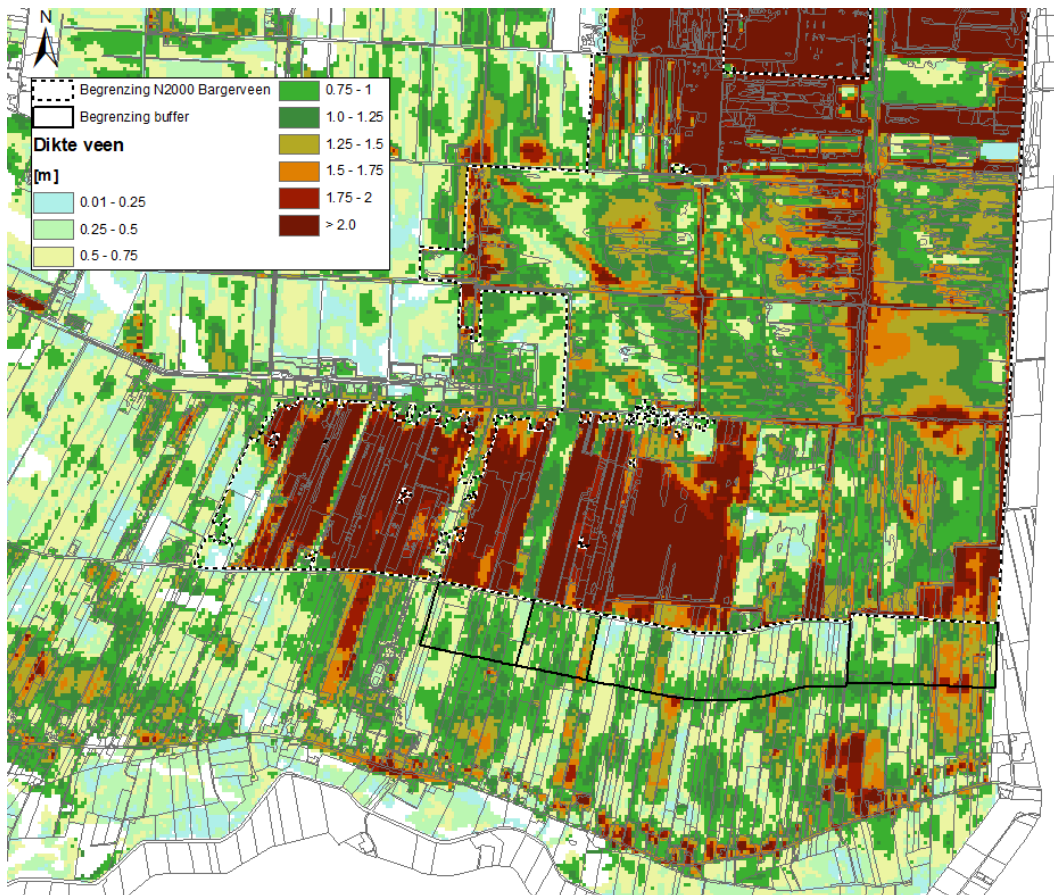 N
Begrenzing N2000 Bargerveen
Begrenzing buffer
Dikte veen
[m]
0.01 - 0.25
0.25 - 0.5
0.5 - 0.75
0.75 - 1
1.0 - 1.25
1.25 - 1.5
1.5 - 1.75
1.75 - 2
> 2.0